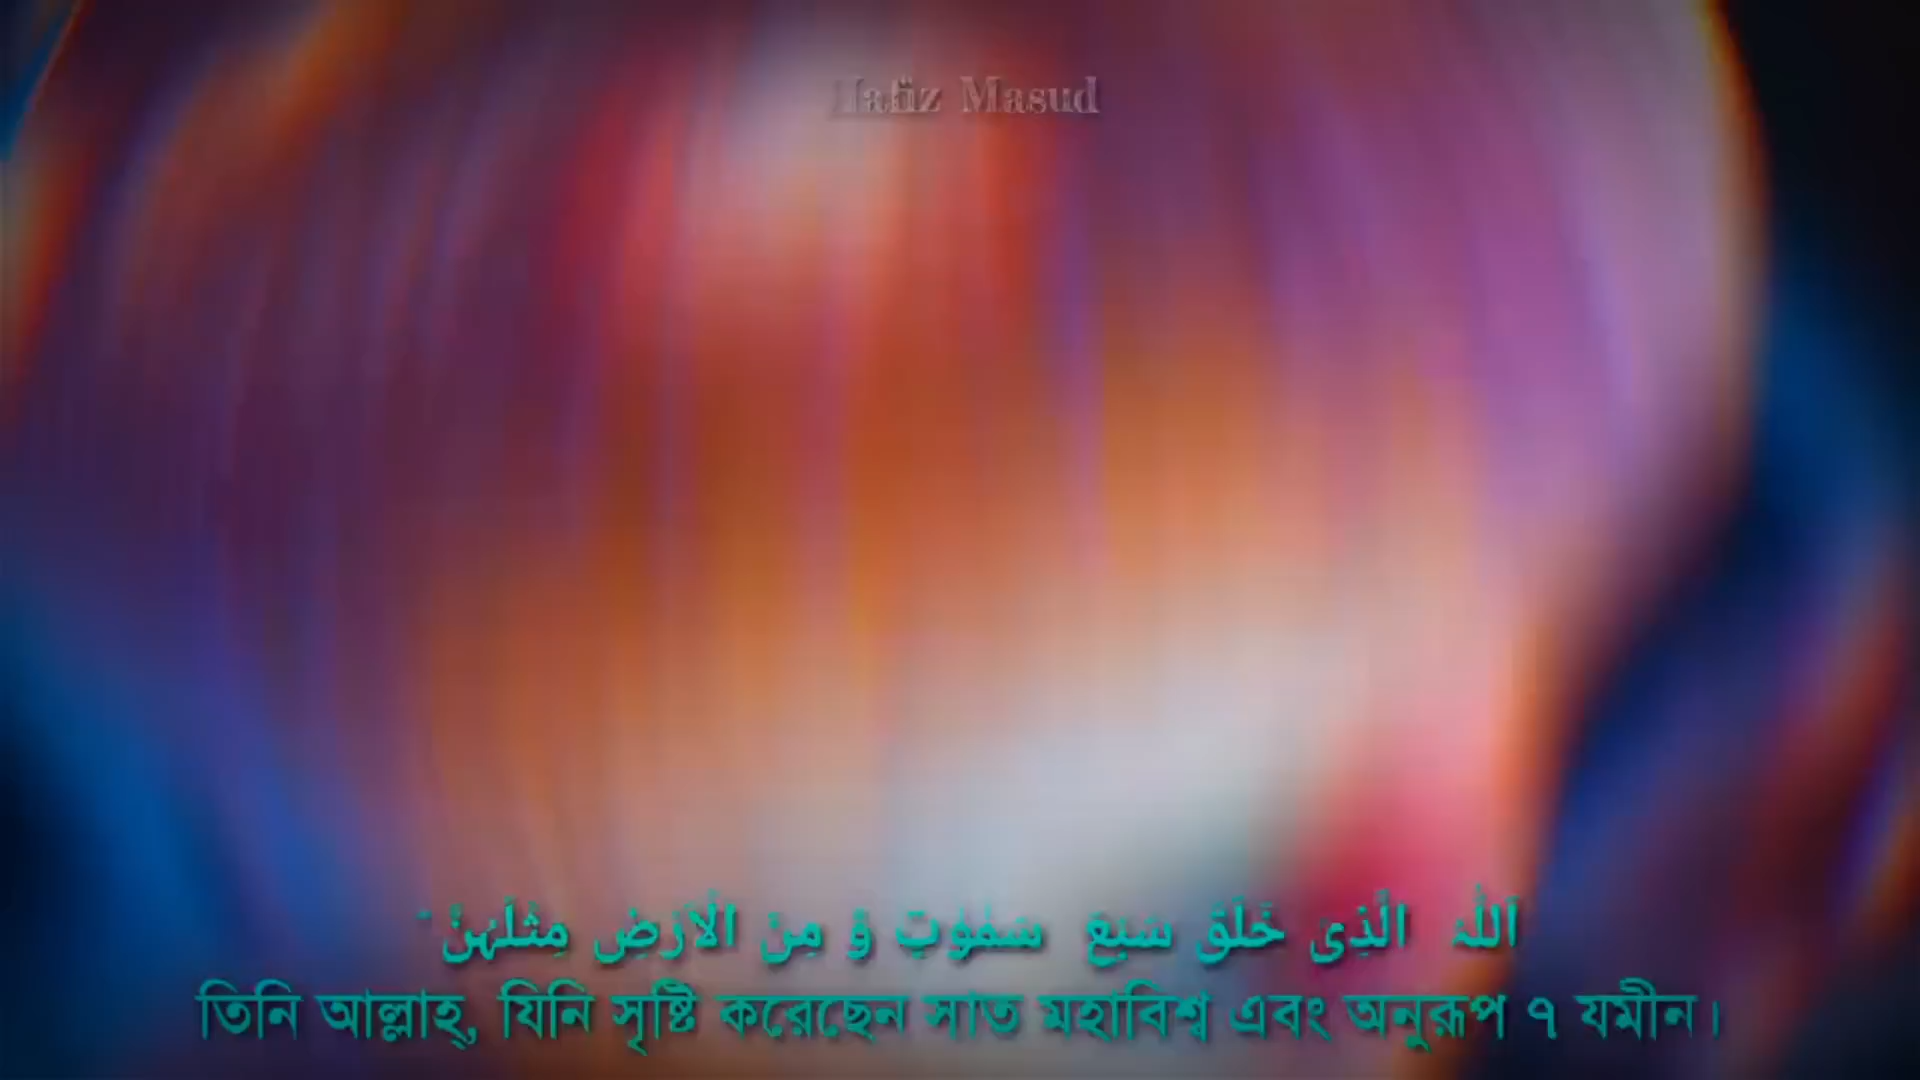 Hafiz Masud
اَللّٰہُ الَّذِیۡ خَلَقَ سَبۡعَ سَمٰوٰتٍ وَّ مِنَ الۡاَرۡضِ مِثۡلَہُنَّ ؕ
তিনি আল্লাহ্, যিনি সৃষ্টি করেছেন সাত মহাবিশ্ব এবং অনুরূপ ৭ যমীন।